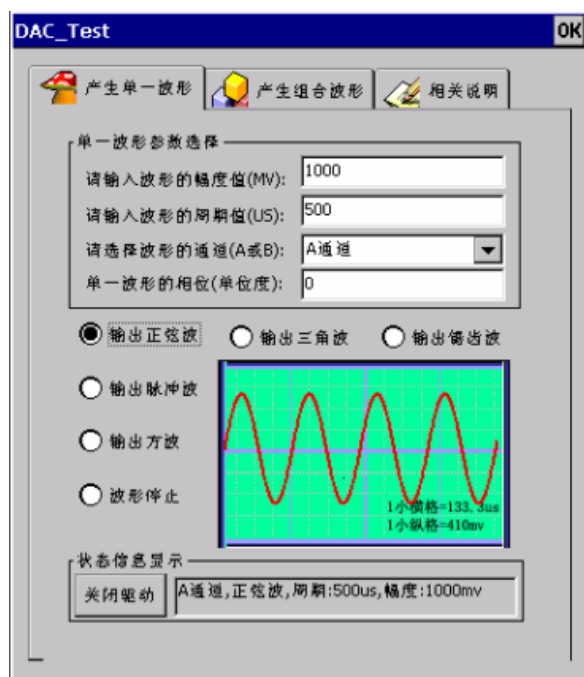 DAC_Test
OK
产生单一波形
产生组合波形
相关说明
单一波形参数选择
请输入波形的幅度值(MV):
1000
请输入波形的周期值(US):
500
请选择波形的通道(A或B):
A通道
单一波形的相位(单位度):
0
输出正弦波
输出三角波
输出锯齿波
输出脉冲波
输出方波
波形停止
1小横格=133.3us
1小纵格=410mv
状态信息显示
关闭驱动
A通道,正弦波,周期:500us,幅度:1000mv